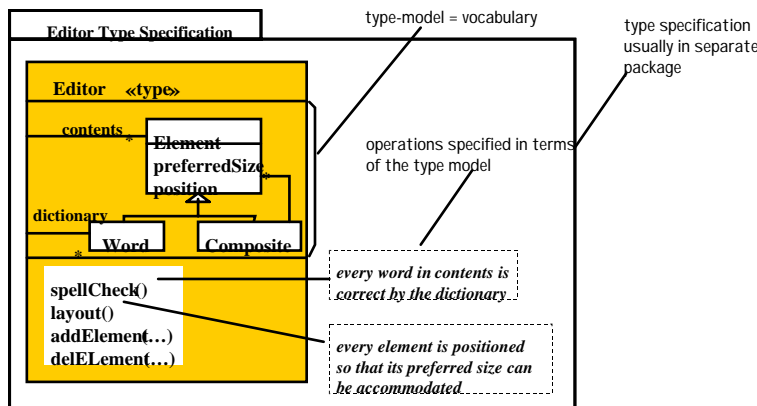 type-model = vocabulary
type specification
usually in separate
package
Editor Type Specification
Editor «type»
contents
*
Element
preferredSize
*
position
operations specified in terms
of the type model
dictionary
Word
Composite
*
every word in contents is
correct by the dictionary
spellCheck()
layout()
addElement(…)
delELement(…)
every element is positioned
so that its preferred size can
be accommodated